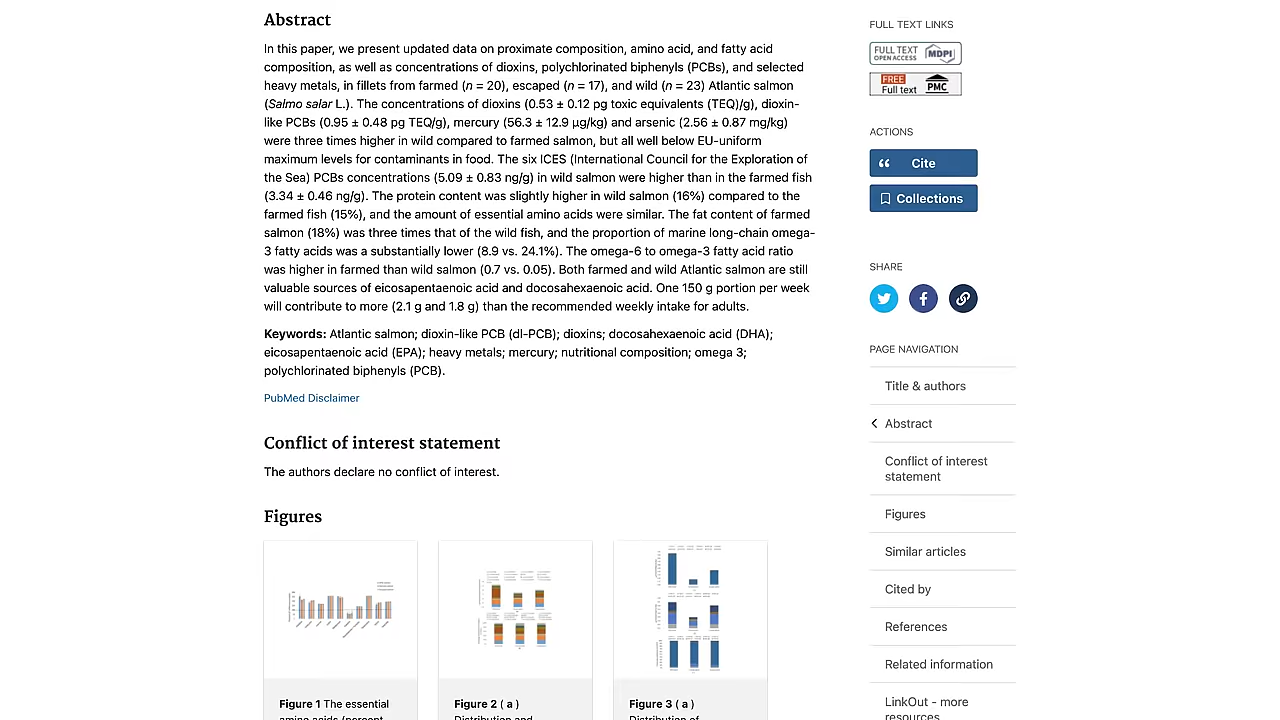 Abstract
In this paper, we present updated data on proximate composition, amino acid, and fatty acid
composition, as well as concentrations of dioxins, polychlorinated biphenyls (PCBs), and selected
heavy metals, in fillets from farmed (n = 20), escaped (n = 17), and wild (n = 23) Atlantic salmon
(Salmo salar L.). The concentrations of dioxins (0.53 ± 0.12 pg toxic equivalents (TEQ)/g), dioxin-
like PCBs (0.95 ± 0.48 pg TEQ/g), mercury (56.3 ± 12.9 μg/kg) and arsenic (2.56 ± 0.87 mg/kg)
were three times higher in wild compared to farmed salmon, but all well below EU-uniform
maximum levels for contaminants in food. The six ICES (International Council for the Exploration of
the Sea) PCBs concentrations (5.09 ± 0.83 ng/g) in wild salmon were higher than in the farmed fish
(3.34 ± 0.46 ng/g). The protein content was slightly higher in wild salmon (16%) compared to the
farmed fish (15%), and the amount of essential amino acids were similar. The fat content of farmed
salmon (18%) was three times that of the wild fish, and the proportion of marine long-chain omega-
3 fatty acids was a substantially lower (8.9 vs. 24.1%). The omega-6 to omega-3 fatty acid ratio
was higher in farmed than wild salmon (0.7 vs. 0.05). Both farmed and wild Atlantic salmon are still
valuable sources of eicosapentaenoic acid and docosahexaenoic acid. One 150 g portion per week
will contribute to more (2.1 g and 1.8 g) than the recommended weekly intake for adults.
Keywords: Atlantic salmon; dioxin-like PCB (dl-PCB); dioxins; docosahexaenoic acid (DHA);
eicosapentaenoic acid (EPA); heavy metals; mercury; nutritional composition; omega 3;
polychlorinated biphenyls (PCB).
PubMed Disclaimer
Conflict of interest statement
The authors declare no conflict of interest.
Figures
Figure 1 The essential
amino acids (percent
Figure 2 ( a )
Distribution and
Figure 3 ( a )
Distribution of
FULL TEXT LINKS
FULL TEXT
OPEN ACCESS
MDPI
FREE
Full text
PMC
ACTIONS
Cite
Collections
SHARE
PAGE NAVIGATION
Title & authors
Abstract
Conflict of interest
statement
Figures
Similar articles
Cited by
References
Related information
LinkOut - more
resources